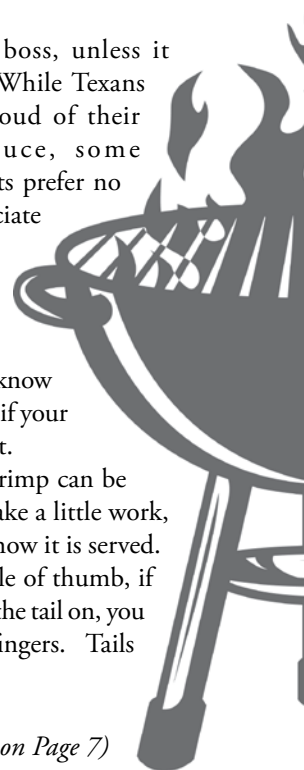 boss, unless it
While Texans
oud of their
uce, some
ts prefer no
ciate
know
if your
t.
rimp can be
ake a little work,
how it is served.
le of thumb, if
the tail on, you
ingers. Tails
on Page 7)